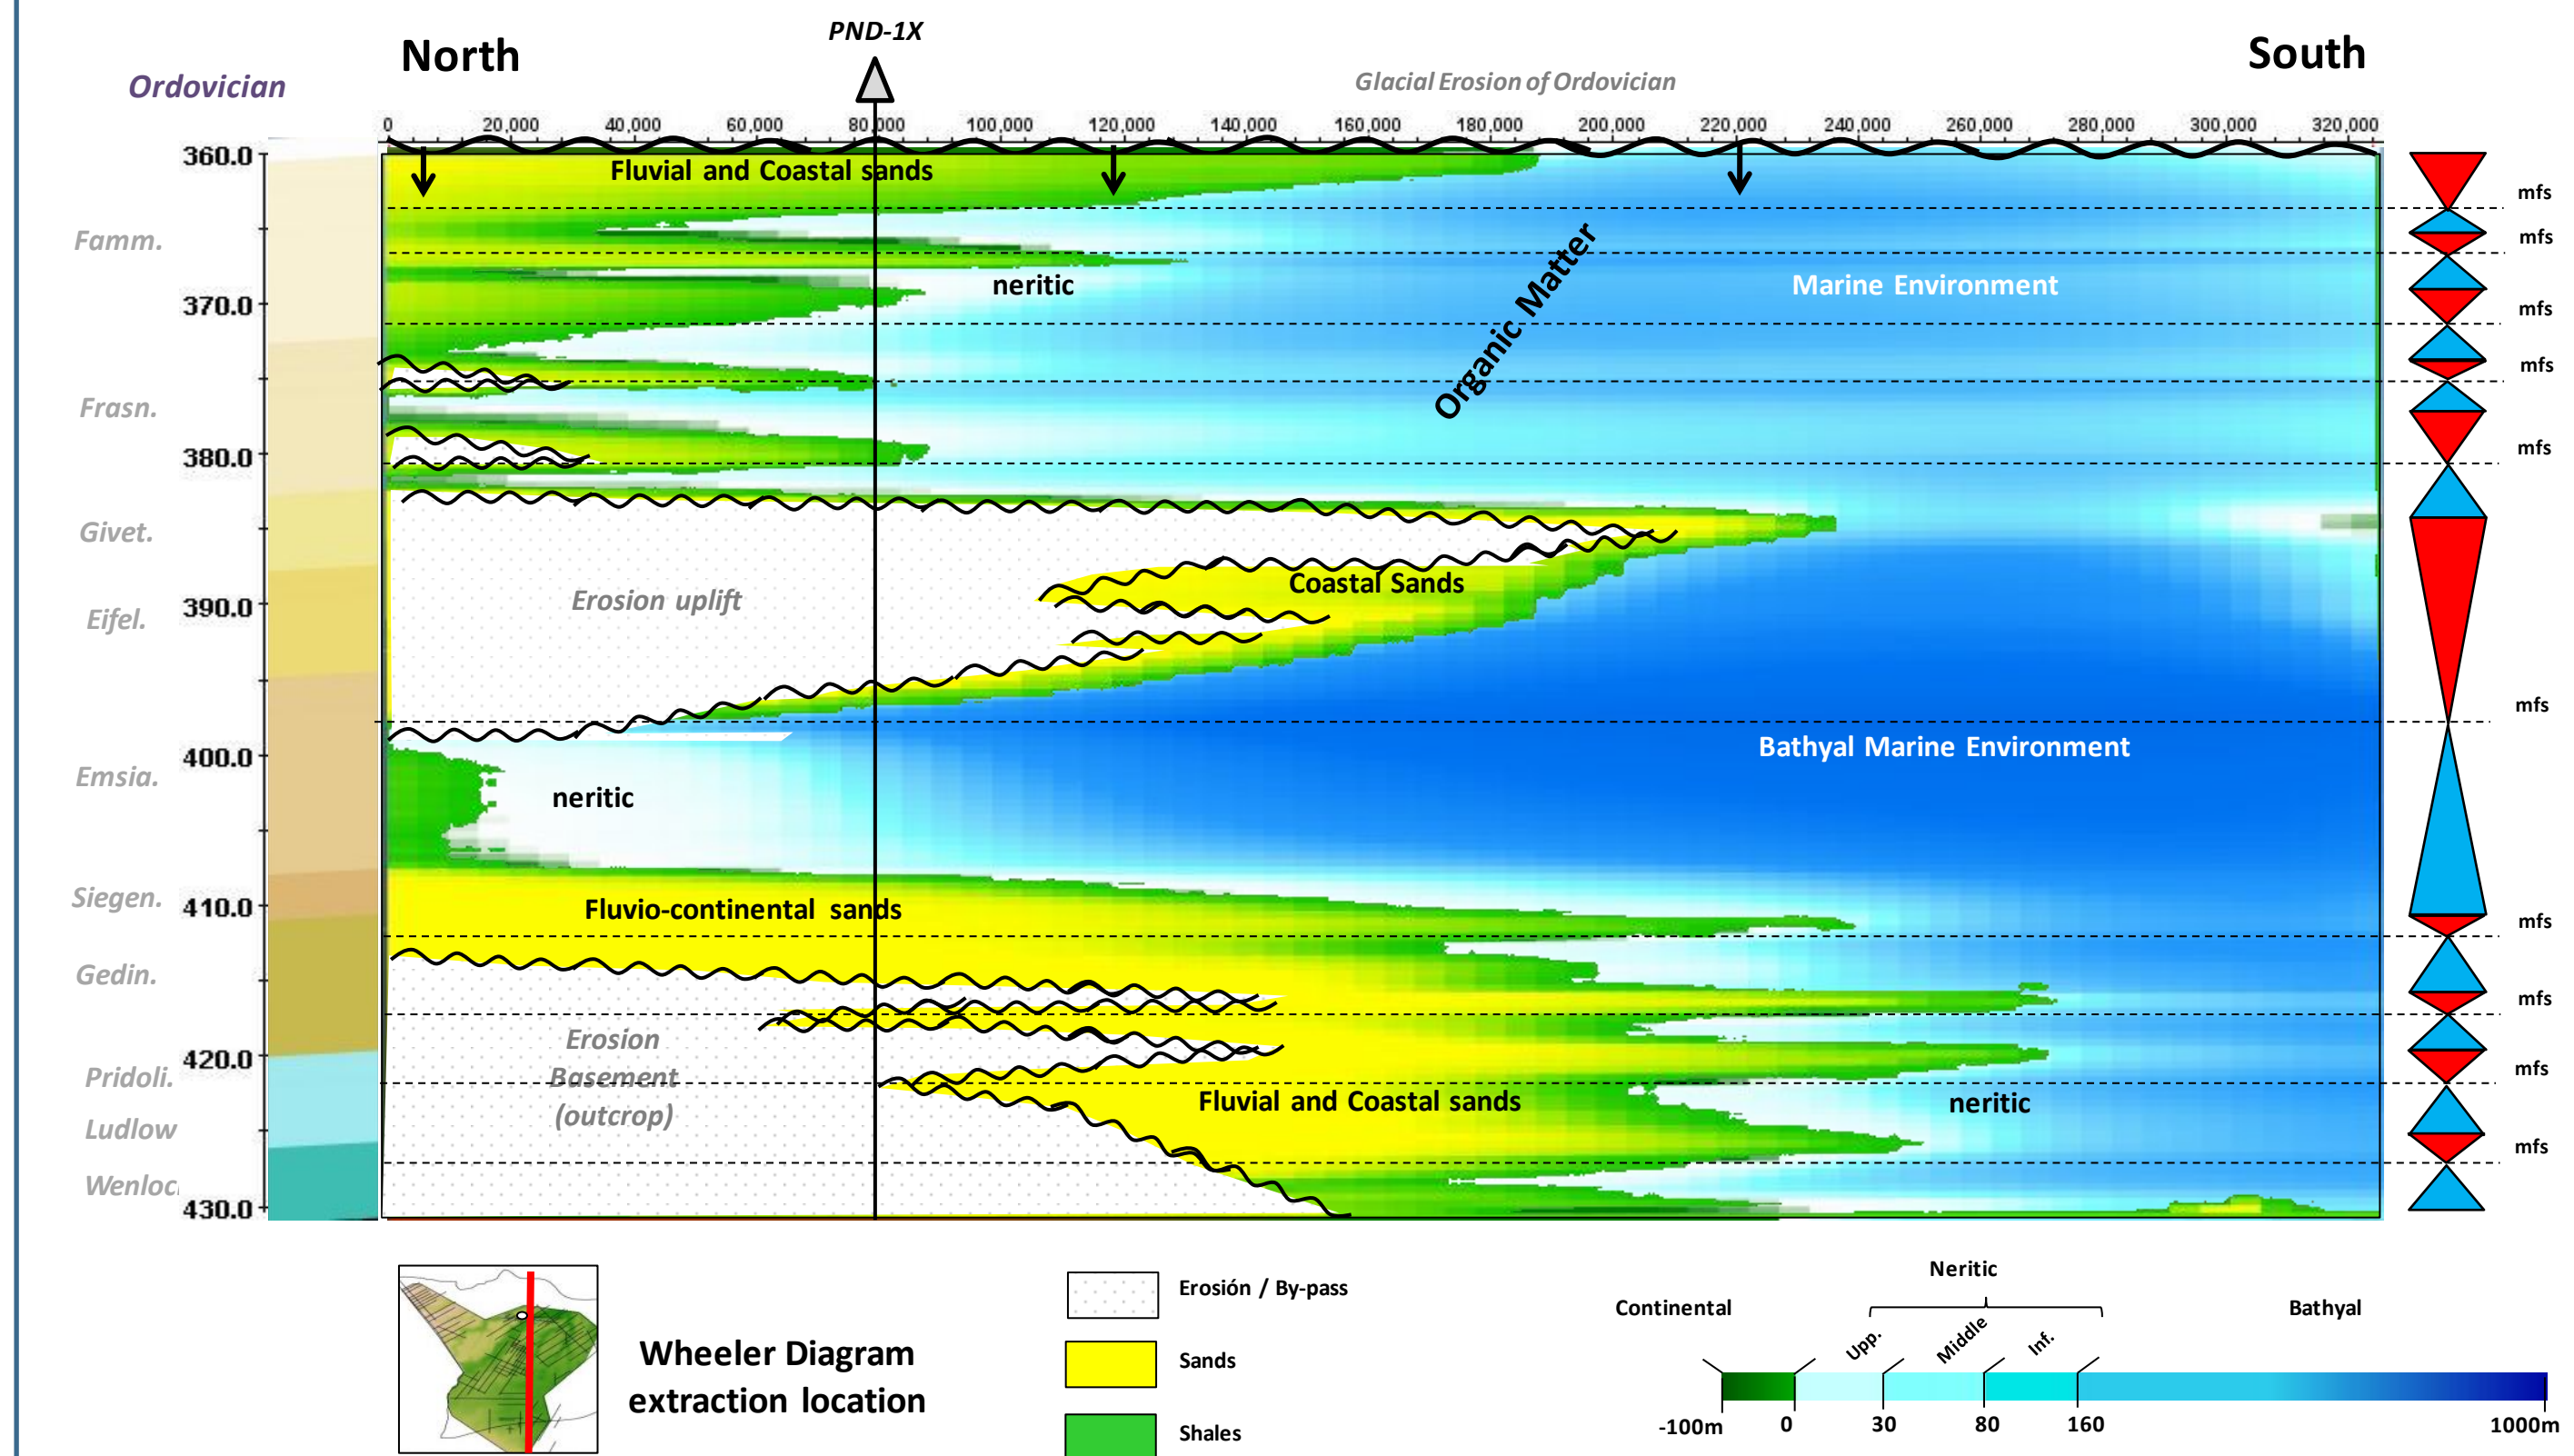 PND-1X
North
South
Ordovician
Glacial Erosion of Ordovician
0 20,000 40,000 60,000 80,000 100,000 120,000 140,000 160,000 180,000 200,000 220,000 240,000 260,000 280,000 300,000 320,000
360.0
Fluvial and Coastal sands
mfs
Famm.
mfs
Organic Matter
neritic
Marine Environment
370.0
mfs
mfs
Frasn.
mfs
380.0
Givet.
Coastal Sands
Erosion uplift
390.0
Eifel.
mfs
Bathyal Marine Environment
400.0
Emsia.
neritic
Siegen.
410.0
Fluvio-continental sands
mfs
Gedin.
mfs
Erosion
Basement
(outcrop)
420.0
Pridoli.
mfs
Fluvial and Coastal sands
neritic
Ludlow
mfs
Wenloc
430.0
Wheeler Diagram
extraction location
Erosión / By-pass
Sands
Shales
Neritic
Continental
Bathyal
Upp.
Middle
Inf.
-100m 0 30 80 160 1000m